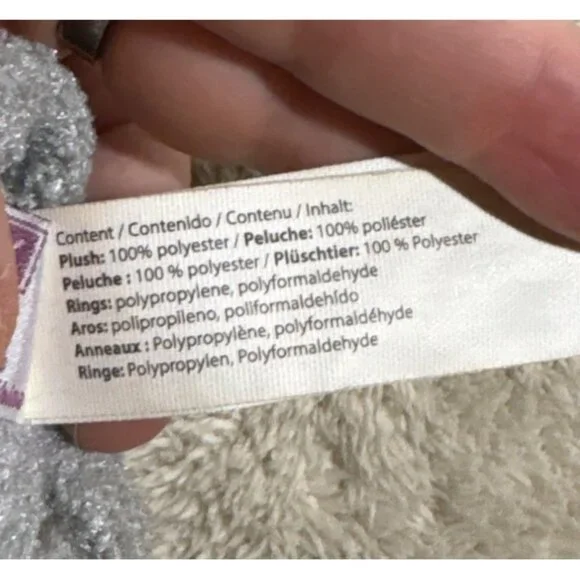 Content / Contenido / Contenu / Inhalt:
Plush: 100% polyester / Peluche: 100% poliéster
Peluche : 100 % polyester / Plüschtier: 100 % Polyester
Rings: polypropylene, polyformaldehyde
Aros: polipropileno, poliformaldehído
Anneaux : Polypropylène, polyformaldéhyde
Ringe: Polypropylen, Polyformaldehyde